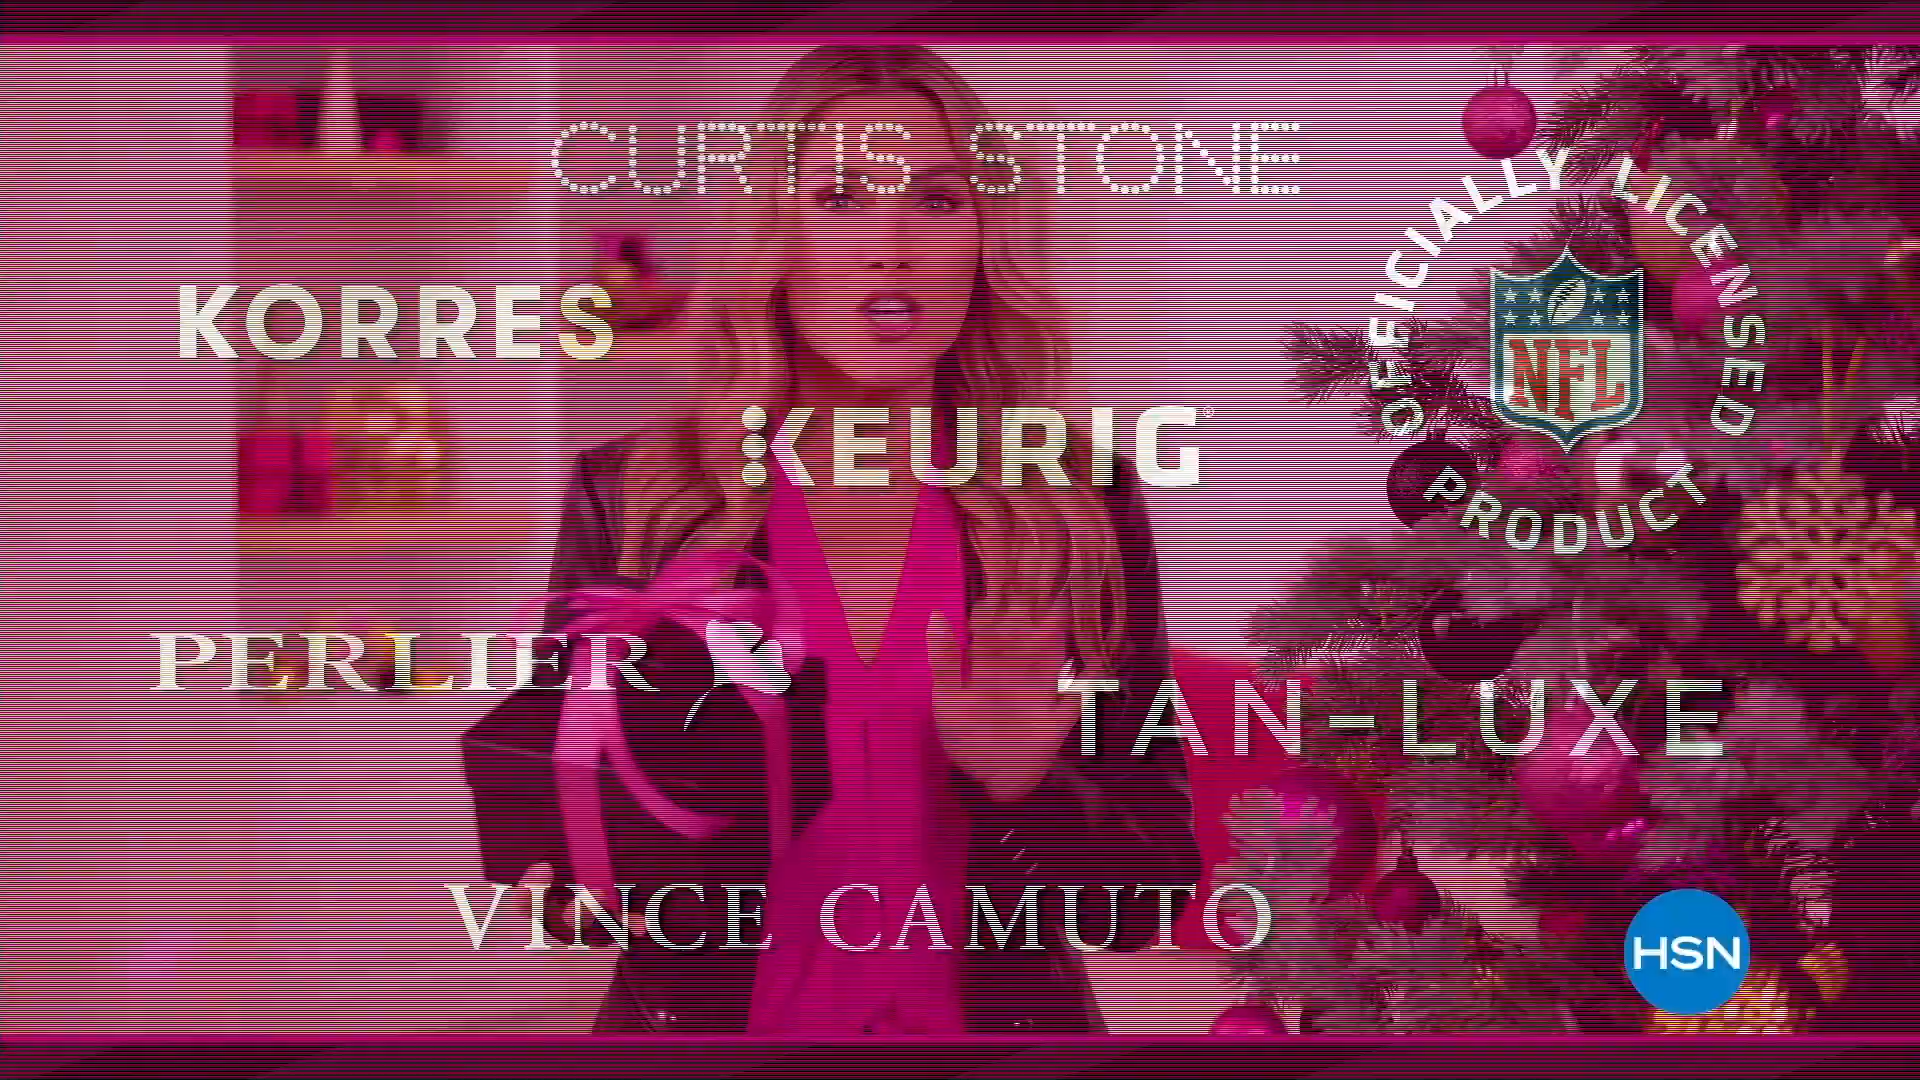 CURTIS STONE
OFFICIALLY LICENSED
NFL
PRODUCT
KORRES
KEURIG®
PERLIER
TAN-LUXE
VINCE CAMUTO
HSN